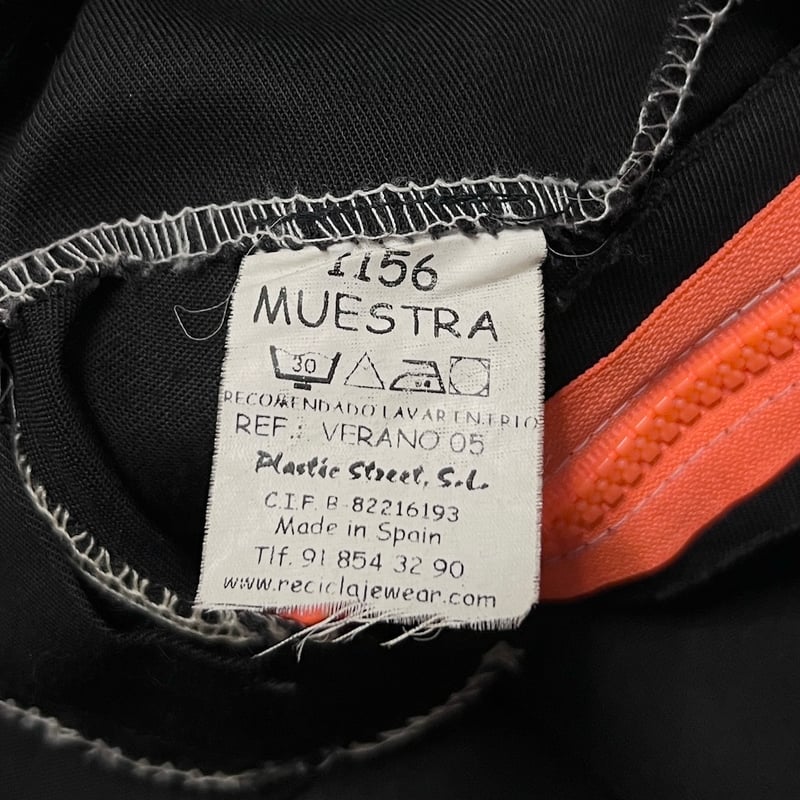 1156
MUESTRA
30
RECOMENDADO LAVAR EN FRIO
REF.: VERANO 05
Plastic Street, S.L.
C.I.F. B-82216193
Made in Spain
Tlf. 91 854 32 90
www.reciclajewear.com